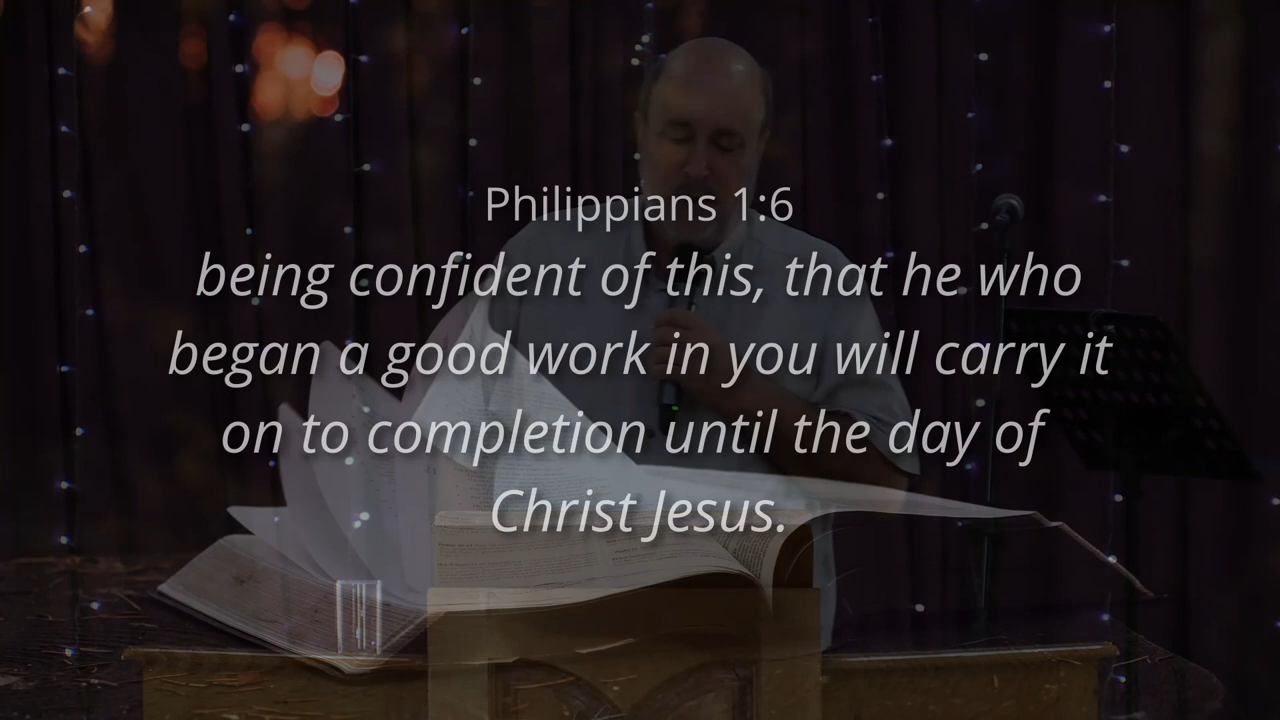 Philippians 1:6
being confident of this, that he who
began a good work in you will carry it
on to completion until the day of
Christ Jesus.